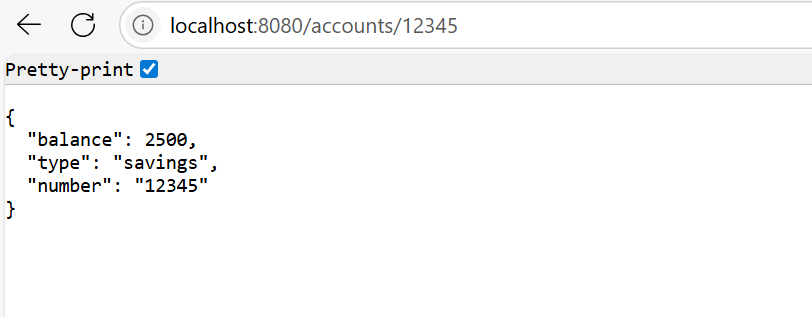 localhost:8080/accounts/12345
Pretty-print
{
  "balance": 2500,
  "type": "savings",
  "number": "12345"
}